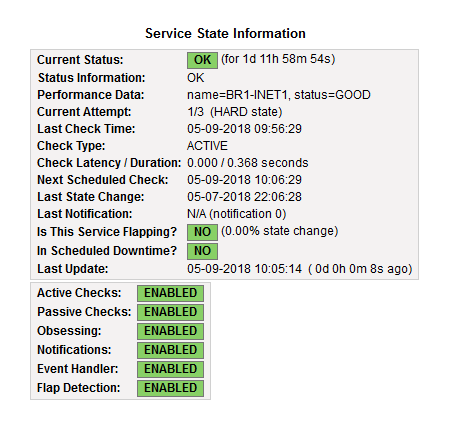 Service State Information
Current Status: OK (for 1d 11h 58m 54s)
Status Information: OK
Performance Data: name=BR1-INET1, status=GOOD
Current Attempt: 1/3 (HARD state)
Last Check Time: 05-09-2018 09:56:29
Check Type: ACTIVE
Check Latency / Duration: 0.000 / 0.368 seconds
Next Scheduled Check: 05-09-2018 10:06:29
Last State Change: 05-07-2018 22:06:28
Last Notification: N/A (notification 0)
Is This Service Flapping? NO (0.00% state change)
In Scheduled Downtime? NO
Last Update: 05-09-2018 10:05:14 ( 0d 0h 0m 8s ago)
Active Checks: ENABLED
Passive Checks: ENABLED
Obsessing: ENABLED
Notifications: ENABLED
Event Handler: ENABLED
Flap Detection: ENABLED